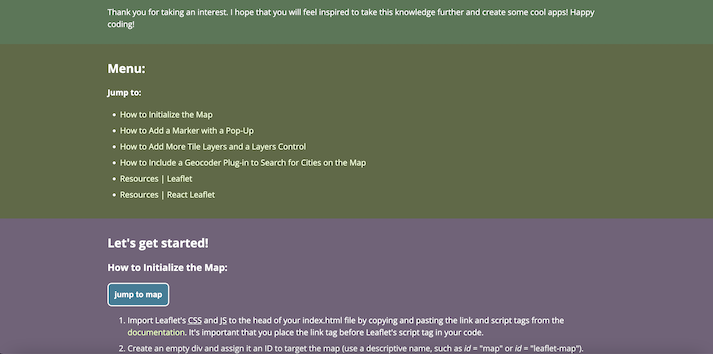 Thank you for taking an interest. I hope that you will feel inspired to take this knowledge further and create some cool apps! Happy
coding!
Menu:
Jump to:
• How to Initialize the Map
• How to Add a Marker with a Pop-Up
• How to Add More Tile Layers and a Layers Control
• How to Include a Geocoder Plug-in to Search for Cities on the Map
• Resources | Leaflet
• Resources | React Leaflet
Let's get started!
How to Initialize the Map:
jump to map
1. Import Leaflet's CSS and JS to the head of your index.html file by copying and pasting the link and script tags from the
documentation. It's important that you place the link tag before Leaflet's script tag in your code.
2. Create an empty div and assign it an ID to target the map (use a descriptive name, such as id = "map" or id = "leaflet-map").